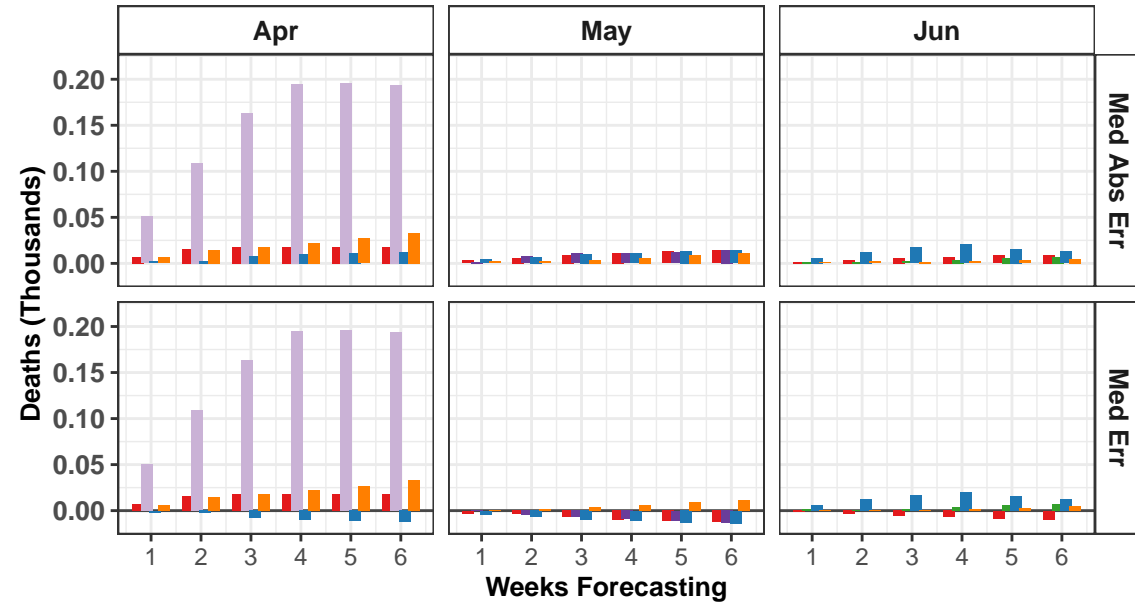 Apr May Jun
Deaths (Thousands)
0.20
0.15
0.10
0.05
0.00
Med Abs Err
0.20
0.15
0.10
0.05
0.00
Med Err
1 2 3 4 5 6 1 2 3 4 5 6 1 2 3 4 5 6
Weeks Forecasting